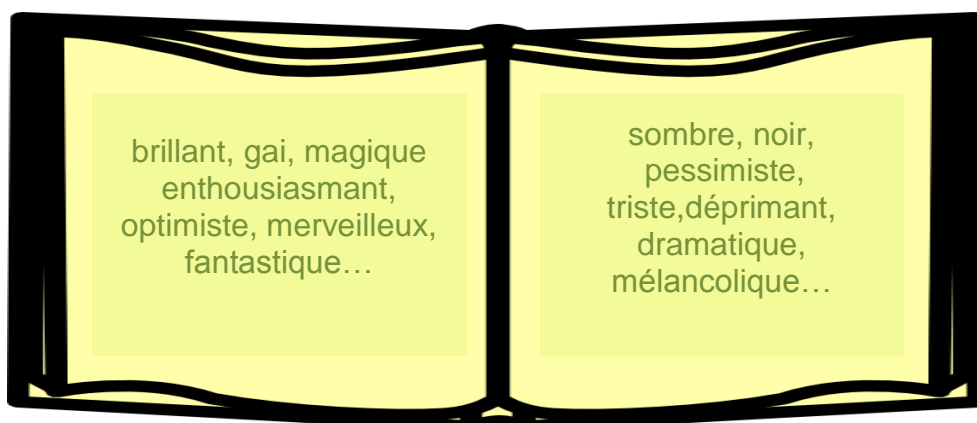 brillant, gai, magique
enthousiasmant,
optimiste, merveilleux,
fantastique…
sombre, noir,
pessimiste,
triste,déprimant,
dramatique,
mélancolique…